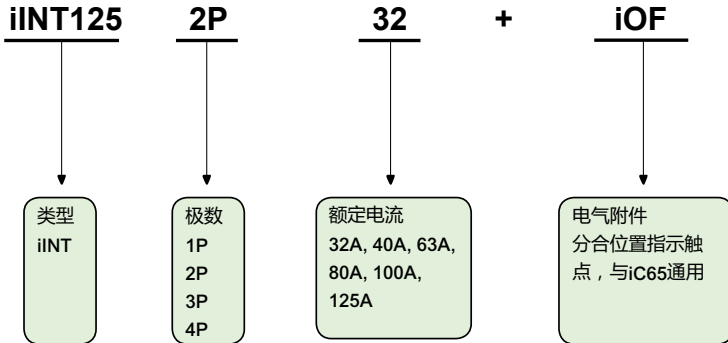 iINT125 2P 32 + iOF
类型
iINT
极数
1P
2P
3P
4P
额定电流
32A, 40A, 63A,
80A, 100A,
125A
电气附件
分合位置指示触
点，与iC65通用